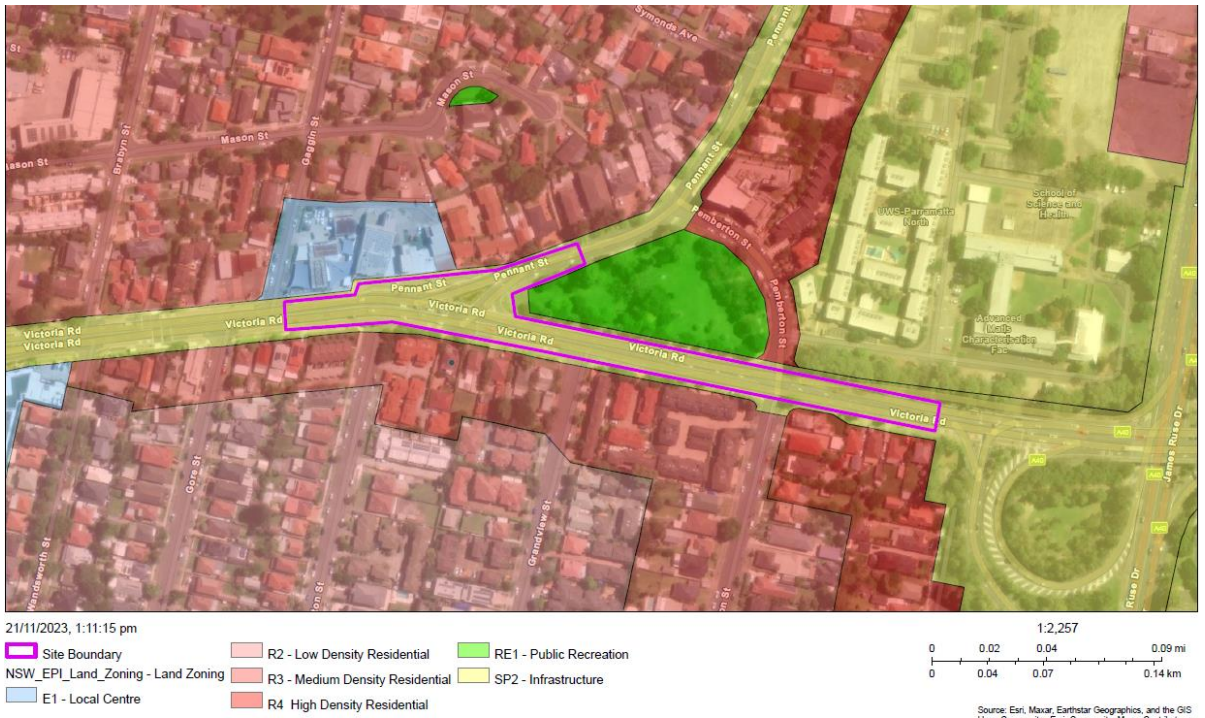 Symonds Ave
Pennant
St
Mason St
Gaggin St
Brabyn St
Mason St
Mason St
Pennant St
Pemberton St
UWS-Parramatta
North
School of
Science and
Health
Pennant St
Pennant St
Pemberton St
Victoria Rd
Victoria Rd
Victoria Rd
Victoria Rd
Victoria Rd
Victoria Rd
Advanced
Matls
Characterisation
Fac
Victoria Rd
A40
A40
James Ruse Dr
Gore St
Grandview St
Wandsworth St
ton St
on St
Ruse Dr
21/11/2023, 1:11:15 pm
Site Boundary
NSW_EPI_Land_Zoning - Land Zoning
E1 - Local Centre
R2 - Low Density Residential
R3 - Medium Density Residential
R4 High Density Residential
RE1 - Public Recreation
SP2 - Infrastructure
1:2,257
0 0.02 0.04 0.09 mi
0 0.04 0.07 0.14 km
Source: Esri, Maxar, Earthstar Geographics, and the GIS